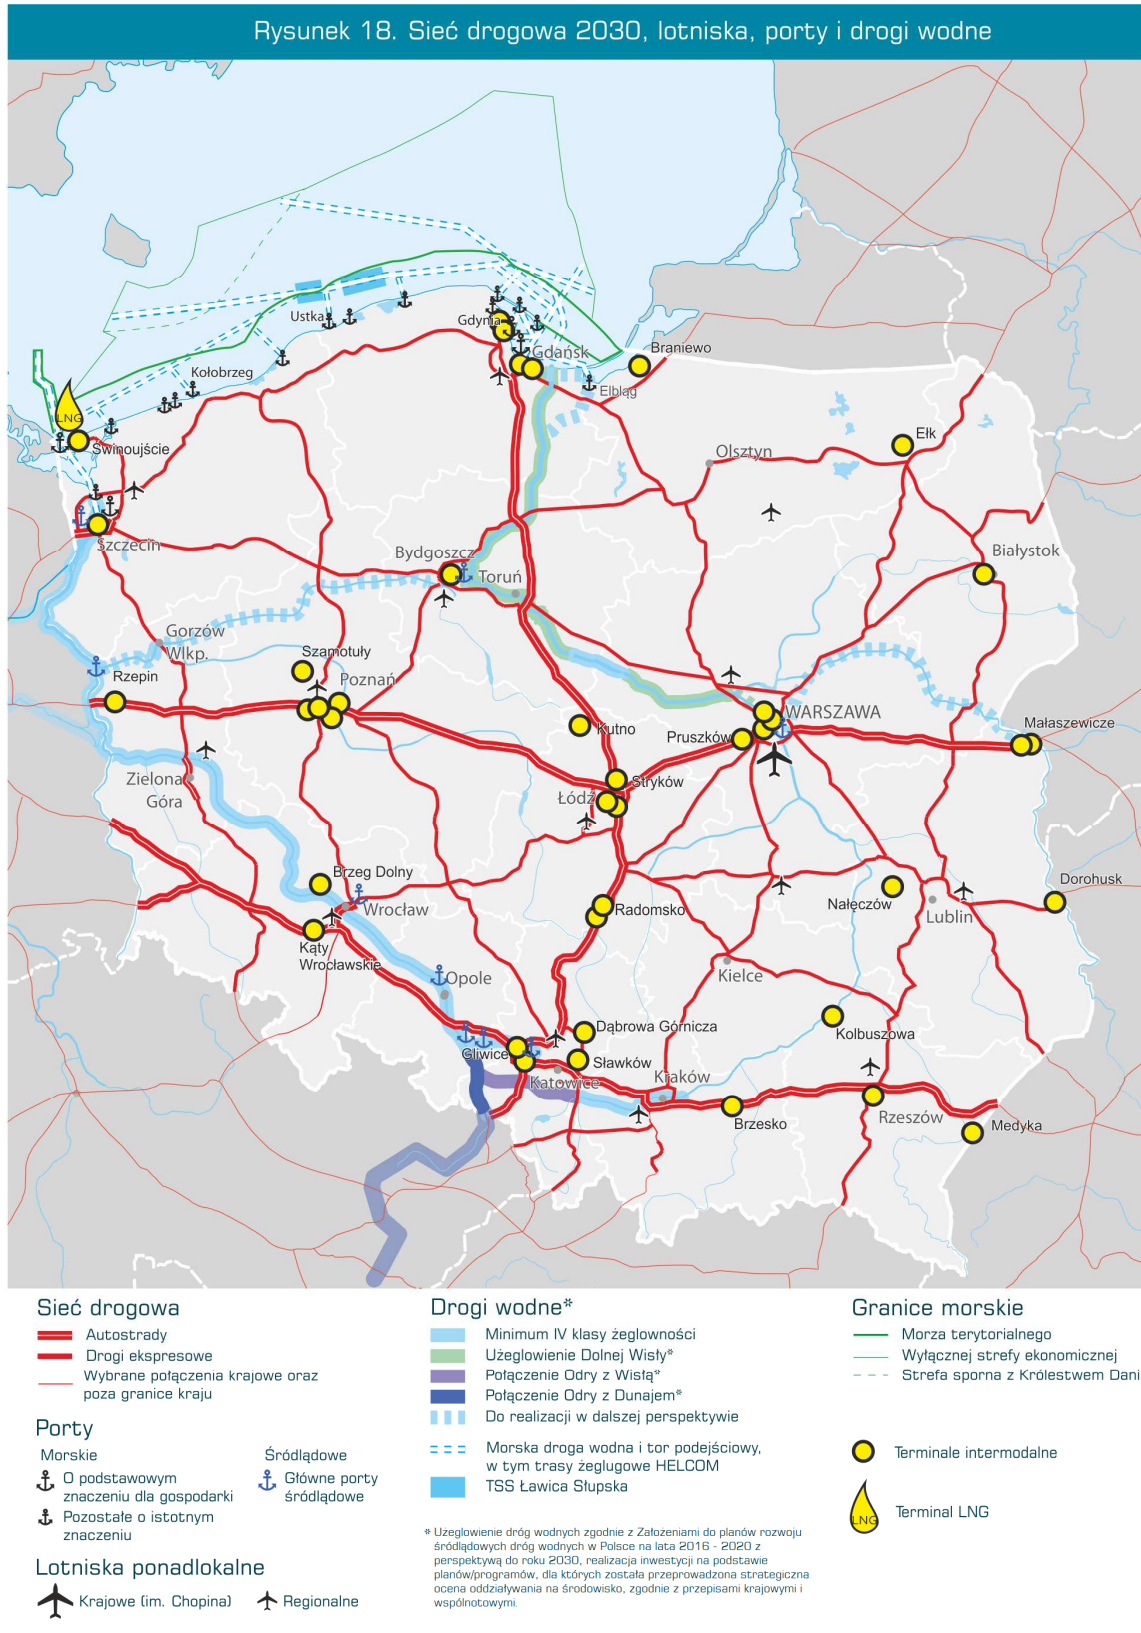 Rysunek 18. Sieć drogowa 2030, lotniska, porty i drogi wodne
Ustka
Gdynia
Gdańsk
Braniewo
Elbląg
Kołobrzeg
LNG
Świnoujście
Ełk
Olsztyn
Szczecin
Bydgoszcz
Toruń
Białystok
Gorzów
Wlkp.
Szamotuły
Rzepin
Poznań
Kutno
WARSZAWA
Pruszków
Małaszewicze
Zielona
Góra
Stryków
Łódź
Brzeg Dolny
Wrocław
Radomsko
Nałęczów
Lublin
Dorohusk
Kąty
Wrocławskie
Opole
Kielce
Dąbrowa Górnicza
Kolbuszowa
Gliwice
Sławków
Katowice
Kraków
Brzesko
Rzeszów
Medyka
Sieć drogowa
Autostrady
Drogi ekspresowe
Wybrane połączenia krajowe oraz
poza granice kraju
Porty
Morskie
Śródlądowe
O podstawowym
znaczeniu dla gospodarki
Główne porty
śródlądowe
Pozostałe o istotnym
znaczeniu
Lotniska ponadlokalne
Krajowe (im. Chopina)
Regionalne
Drogi wodne*
Minimum IV klasy żeglowności
Użeglowienie Dolnej Wisły*
Połączenie Odry z Wisłą*
Połączenie Odry z Dunajem*
Do realizacji w dalszej perspektywie
Morska droga wodna i tor podejściowy,
w tym trasy żeglugowe HELCOM
TSS Ławica Słupska
* Użeglowienie dróg wodnych zgodnie z Założeniami do planów rozwoju
śródlądowych dróg wodnych w Polsce na lata 2016 - 2020 z
perspektywą do roku 2030, realizacja inwestycji na podstawie
planów/programów, dla których została przeprowadzona strategiczna
ocena oddziaływania na środowisko, zgodnie z przepisami krajowymi i
wspólnotowymi.
Granice morskie
Morza terytorialnego
Wyłącznej strefy ekonomicznej
Strefa sporna z Królestwem Dani
Terminale intermodalne
LNG
Terminal LNG